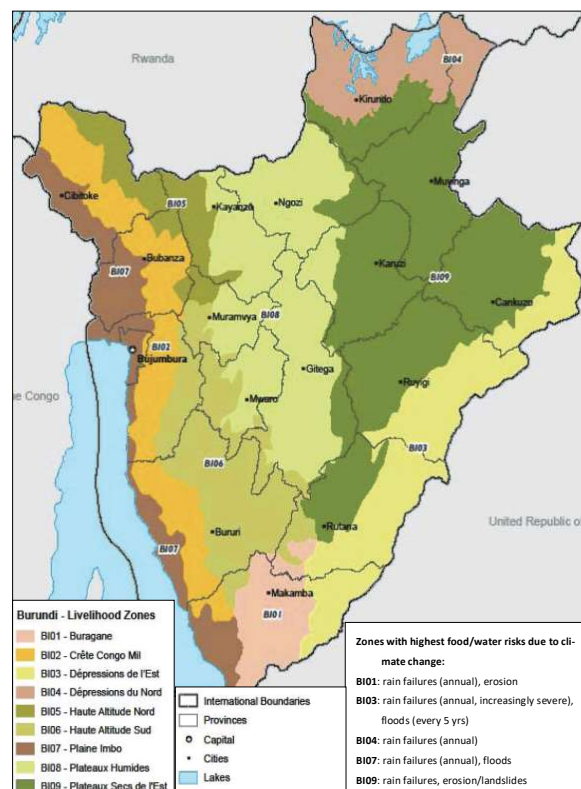 Rwanda
BI04
Kirundo
Muyinga
Cibitoke
BI05
Kayanza
Ngozi
Bubanza
BI07
Karuzi
BI09
Cankuzo
Muramvya
BI08
BI02
Bujumbura
Gitega
Ruyigi
e Congo
Mwaro
BI03
BI06
United Republic o
Bururi
Rutana
BI07
Makamba
BI01
Burundi - Livelihood Zones
BI01 - Buragane
BI02 - Crête Congo Mil
BI03 - Dépressions de l'Est
BI04 - Dépressions du Nord
BI05 - Haute Altitude Nord
BI06 - Haute Altitude Sud
BI07 - Plaine Imbo
BI08 - Plateaux Humides
BI09 - Plateaux Secs de l'Est
International Boundaries
Provinces
Capital
Cities
Lakes
Zones with highest food/water risks due to cli-
mate change:
BI01: rain failures (annual), erosion
BI03: rain failures (annual, increasingly severe),
floods (every 5 yrs)
BI04: rain failures (annual)
BI07: rain failures (annual), floods
BI09: rain failures, erosion/landslides